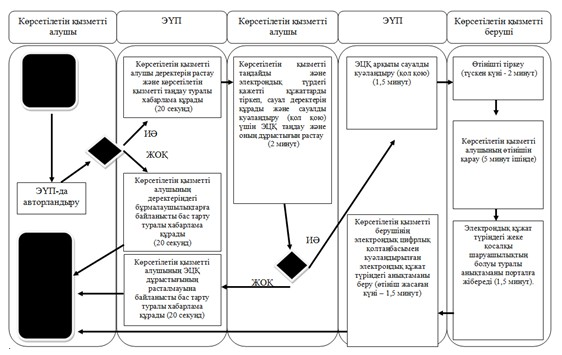 Көрсетілетін қызметті
алушы
ЭҮП
Көрсетілетін қызметті
алушы
ЭҮП
Көрсетілетін қызметті
беруші
ЭҮП-да
авторландыру
Көрсетілетін қызметті
алушы деректерін растау
және көрсетілетін
қызметті таңдау туралы
хабарлама құрады
(20 секунд)
ИӘ
ЖОҚ
Көрсетілетін қызметті
алушының
деректеріндегі
бұрмалаушылықтарға
байланысты бас тарту
туралы хабарлама
құрады
(20 секунд)
Көрсетілетін қызметті
алушының ЭЦҚ
дұрыстығының
расталмауына
байланысты бас тарту
туралы хабарлама
құрады (20 секунд)
Көрсетілетін қызметті
таңдайды және
электрондық түрдегі
қажетті құжаттарды
тіркеп, сауал деректерін
құрады және сауалды
куәландыру (қол қою)
үшін ЭЦҚ таңдау және
оның дұрыстығын растау
(2 минут)
ИӘ
ЖОҚ
ЭЦҚ арқылы сауалды
куәландыру (қол қою)
(1,5 минут)
Көрсетілетін қызметті
берушінің
электрондық цифрлық
қолтаңбасымен
куәландырылған
электрондық құжат
түріндегі анықтаманы
беру (өтініш жасаған
күні – 1,5 минут)
Өтінішті тіркеу
(түскен күні - 2 минут)
Көрсетілетін қызметті
алушының өтінішін
қарау (5 минут ішінде)
Электрондық құжат
түріндегі жеке
қосалқы
шаруашылықтың
болуы туралы
анықтаманы порталға
жібереді (1,5 минут).